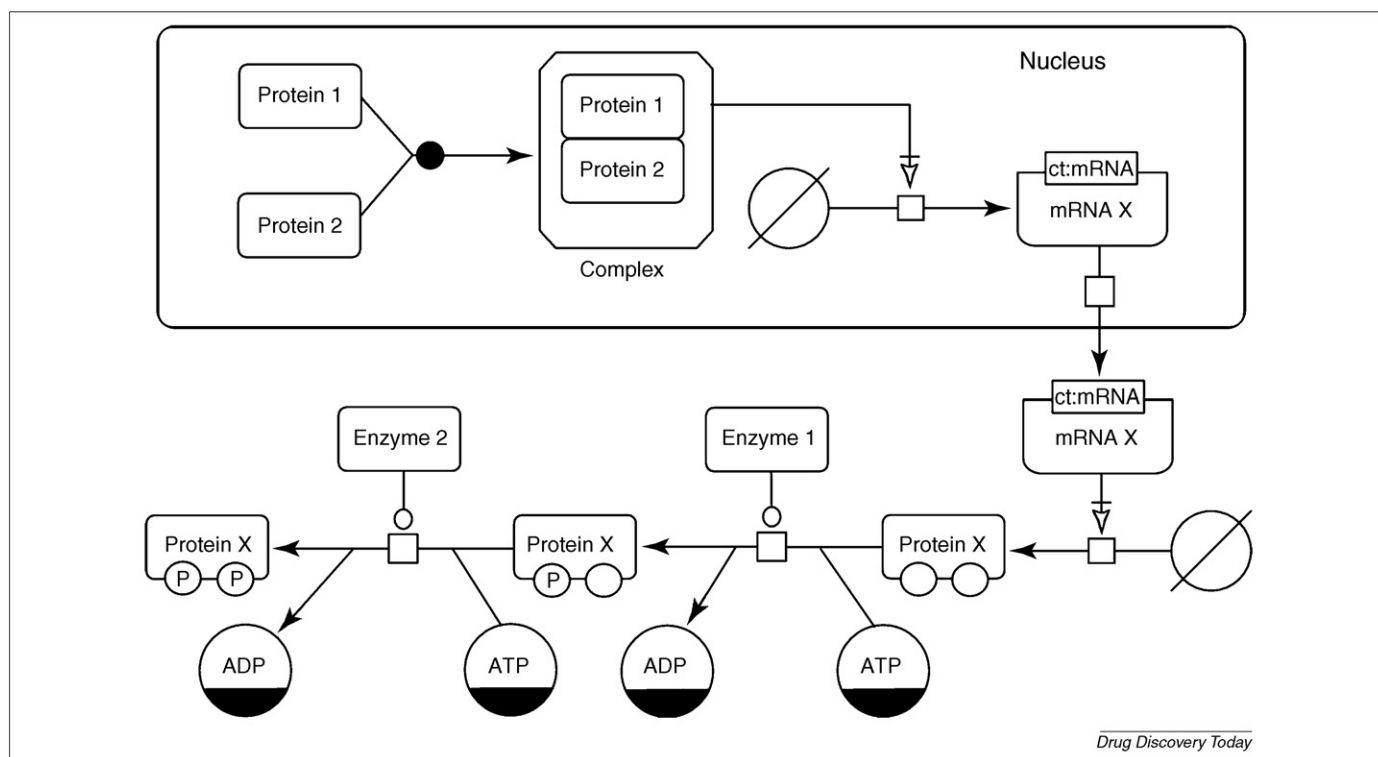 Nucleus
Protein 1
Protein 2
Protein 1
Protein 2
Complex
ct:mRNA
mRNA X
ct:mRNA
mRNA X
Enzyme 2
Enzyme 1
Protein X
P
P
Protein X
P
Protein X
ADP
ATP
ADP
ATP
Drug Discovery Today